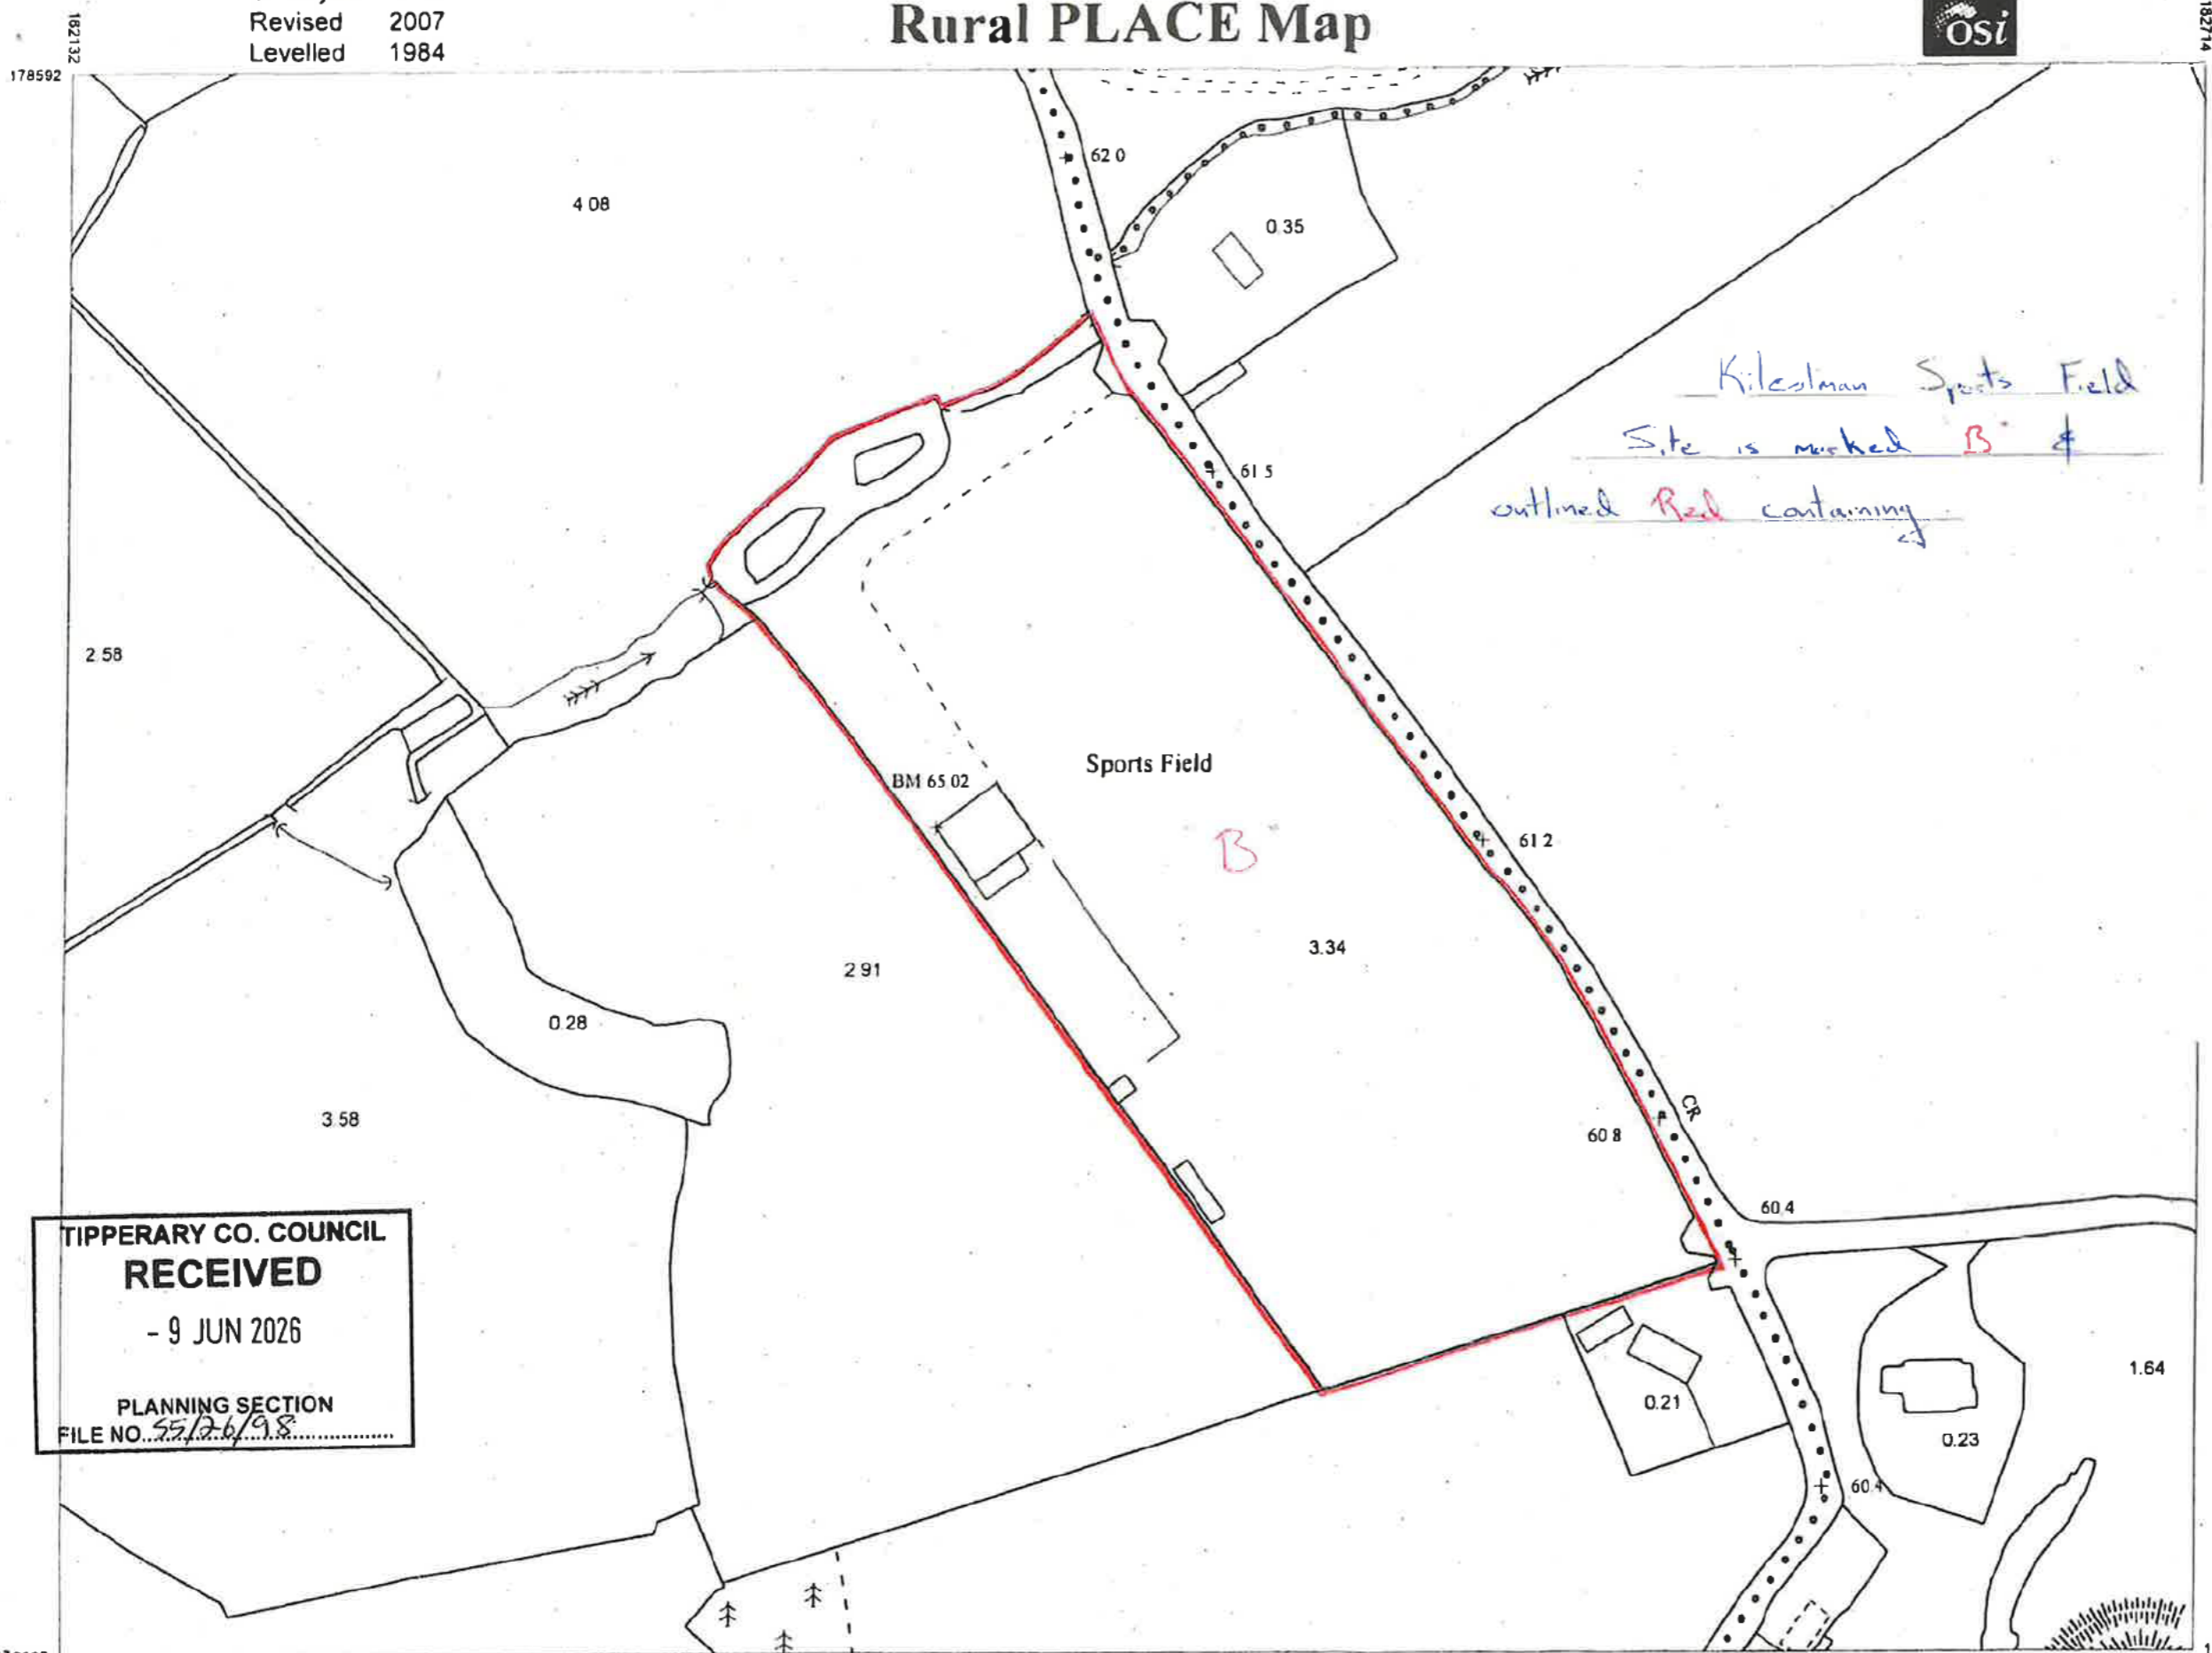 Revised 2007
Levelled 1984
Rural PLACE Map
osi
182132
182714
178592
62 0
4 08
0.35
Kilcolman Sports Field
Site is marked B &
outlined Red containing
61 5
2 58
Sports Field
BM 65 02
B
61 2
3.34
2 91
0.28
3.58
CR
60 8
60.4
TIPPERARY CO. COUNCIL
RECEIVED
- 9 JUN 2026
PLANNING SECTION
FILE NO. S5/26/98
1.64
0.21
0.23
60.4